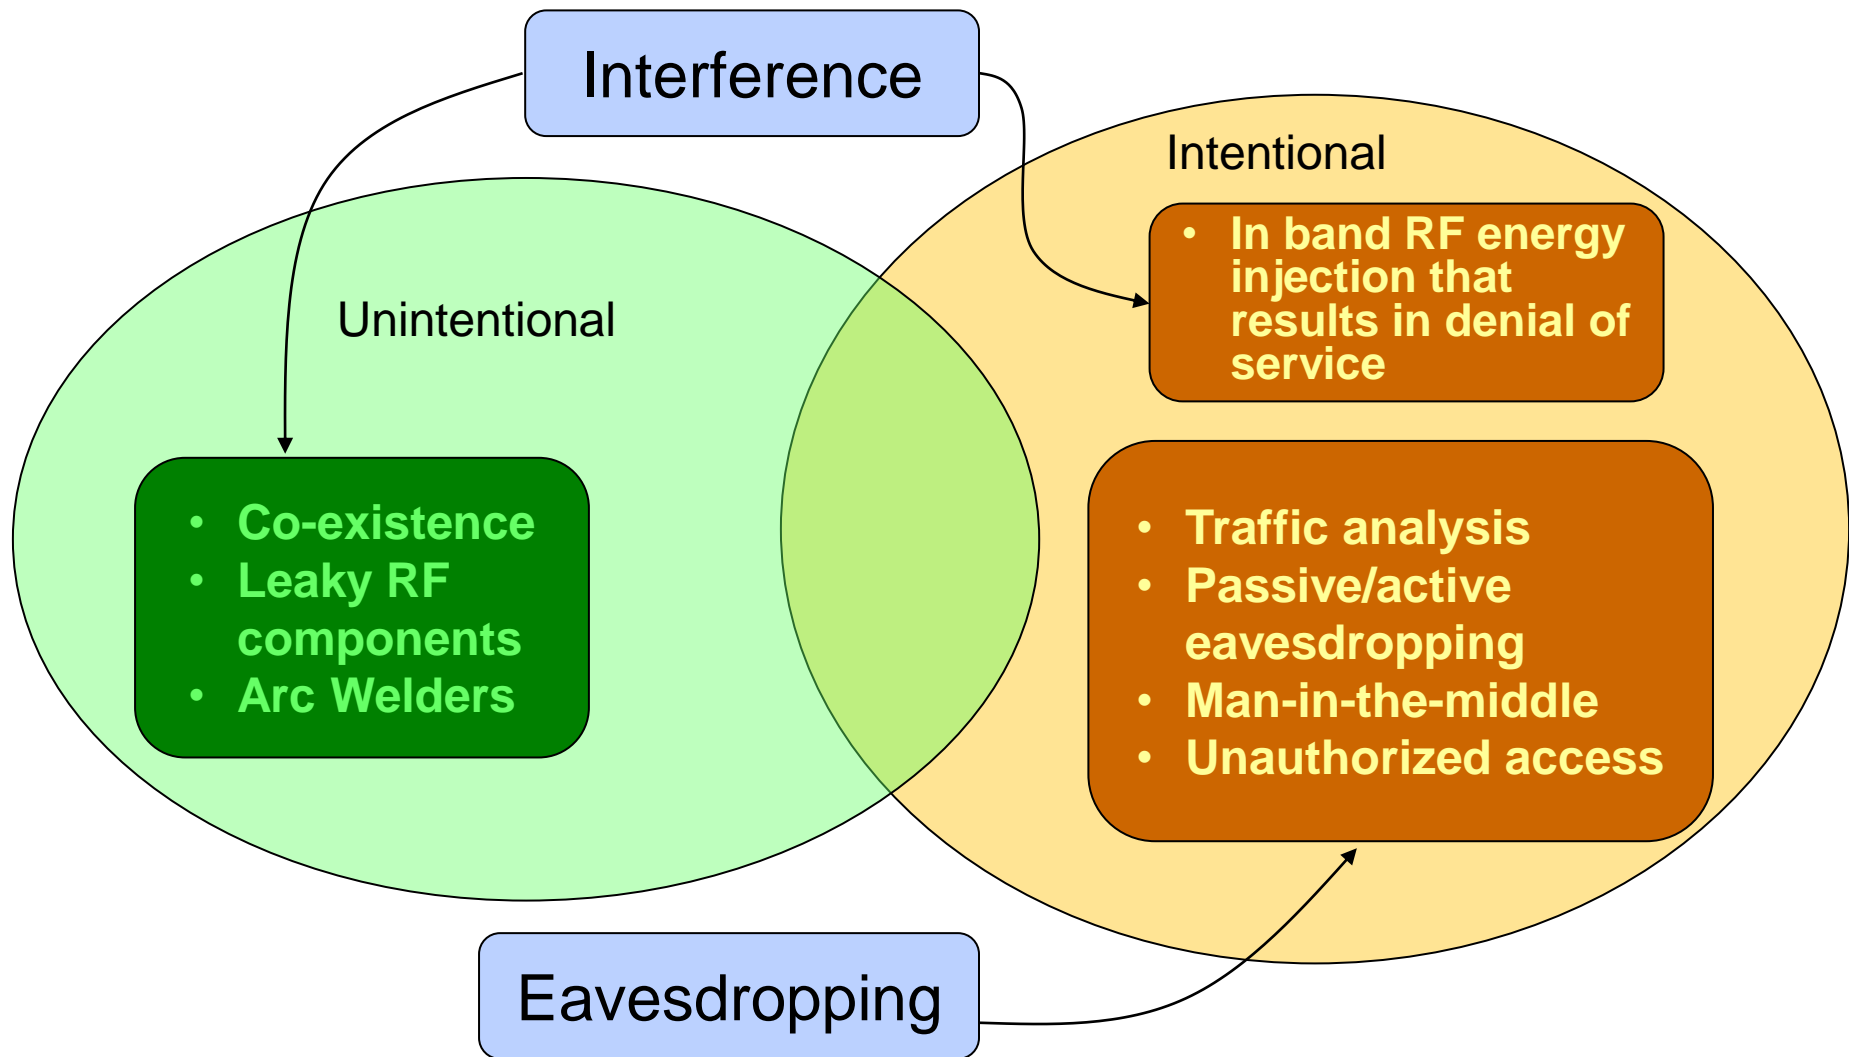 Interference
Intentional
• In band RF energy
injection that
results in denial of
service
Unintentional
• Co-existence
• Leaky RF
components
• Arc Welders
• Traffic analysis
• Passive/active
eavesdropping
• Man-in-the-middle
• Unauthorized access
Eavesdropping